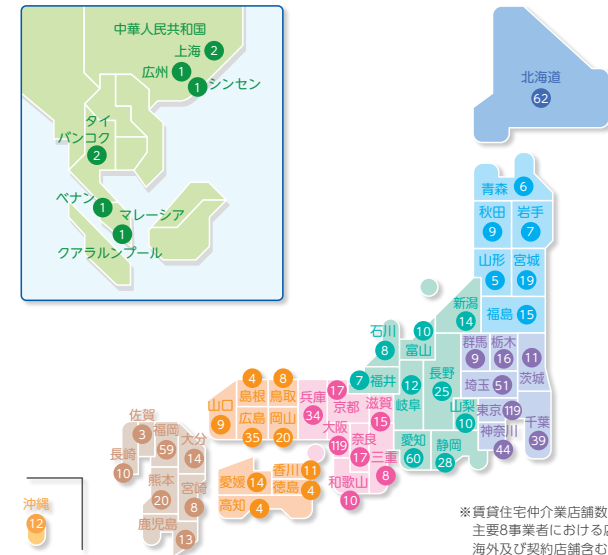 中華人民共和国
上海 2
広州 1
1 シンセン
タイ
バンコク
2
ペナン 1
マレーシア
1
クアラルンプール
北海道
62
青森 6
秋田 岩手
9 7
山形 宮城
5 19
新潟
14
福島 15
石川
8
10
富山
群馬 栃木
9 16
11
茨城
7 福井
12
岐阜
長野
25
埼玉 51
山梨
10
東京 119
神奈川
44
千葉
39
愛知
60
静岡
28
4 8
島根 鳥取
兵庫
34
17
京都
滋賀
15
山口
9
広島
35
岡山
20
大阪
119
奈良
17
三重
8
和歌山
10
佐賀
3
福岡
59
大分
14
長崎
10
熊本
20
宮崎
8
鹿児島
13
愛媛 14
香川 11
徳島 4
高知 4
沖縄
12
※賃貸住宅仲介業店舗数
主要8事業者における店
海外及び契約店舗含む